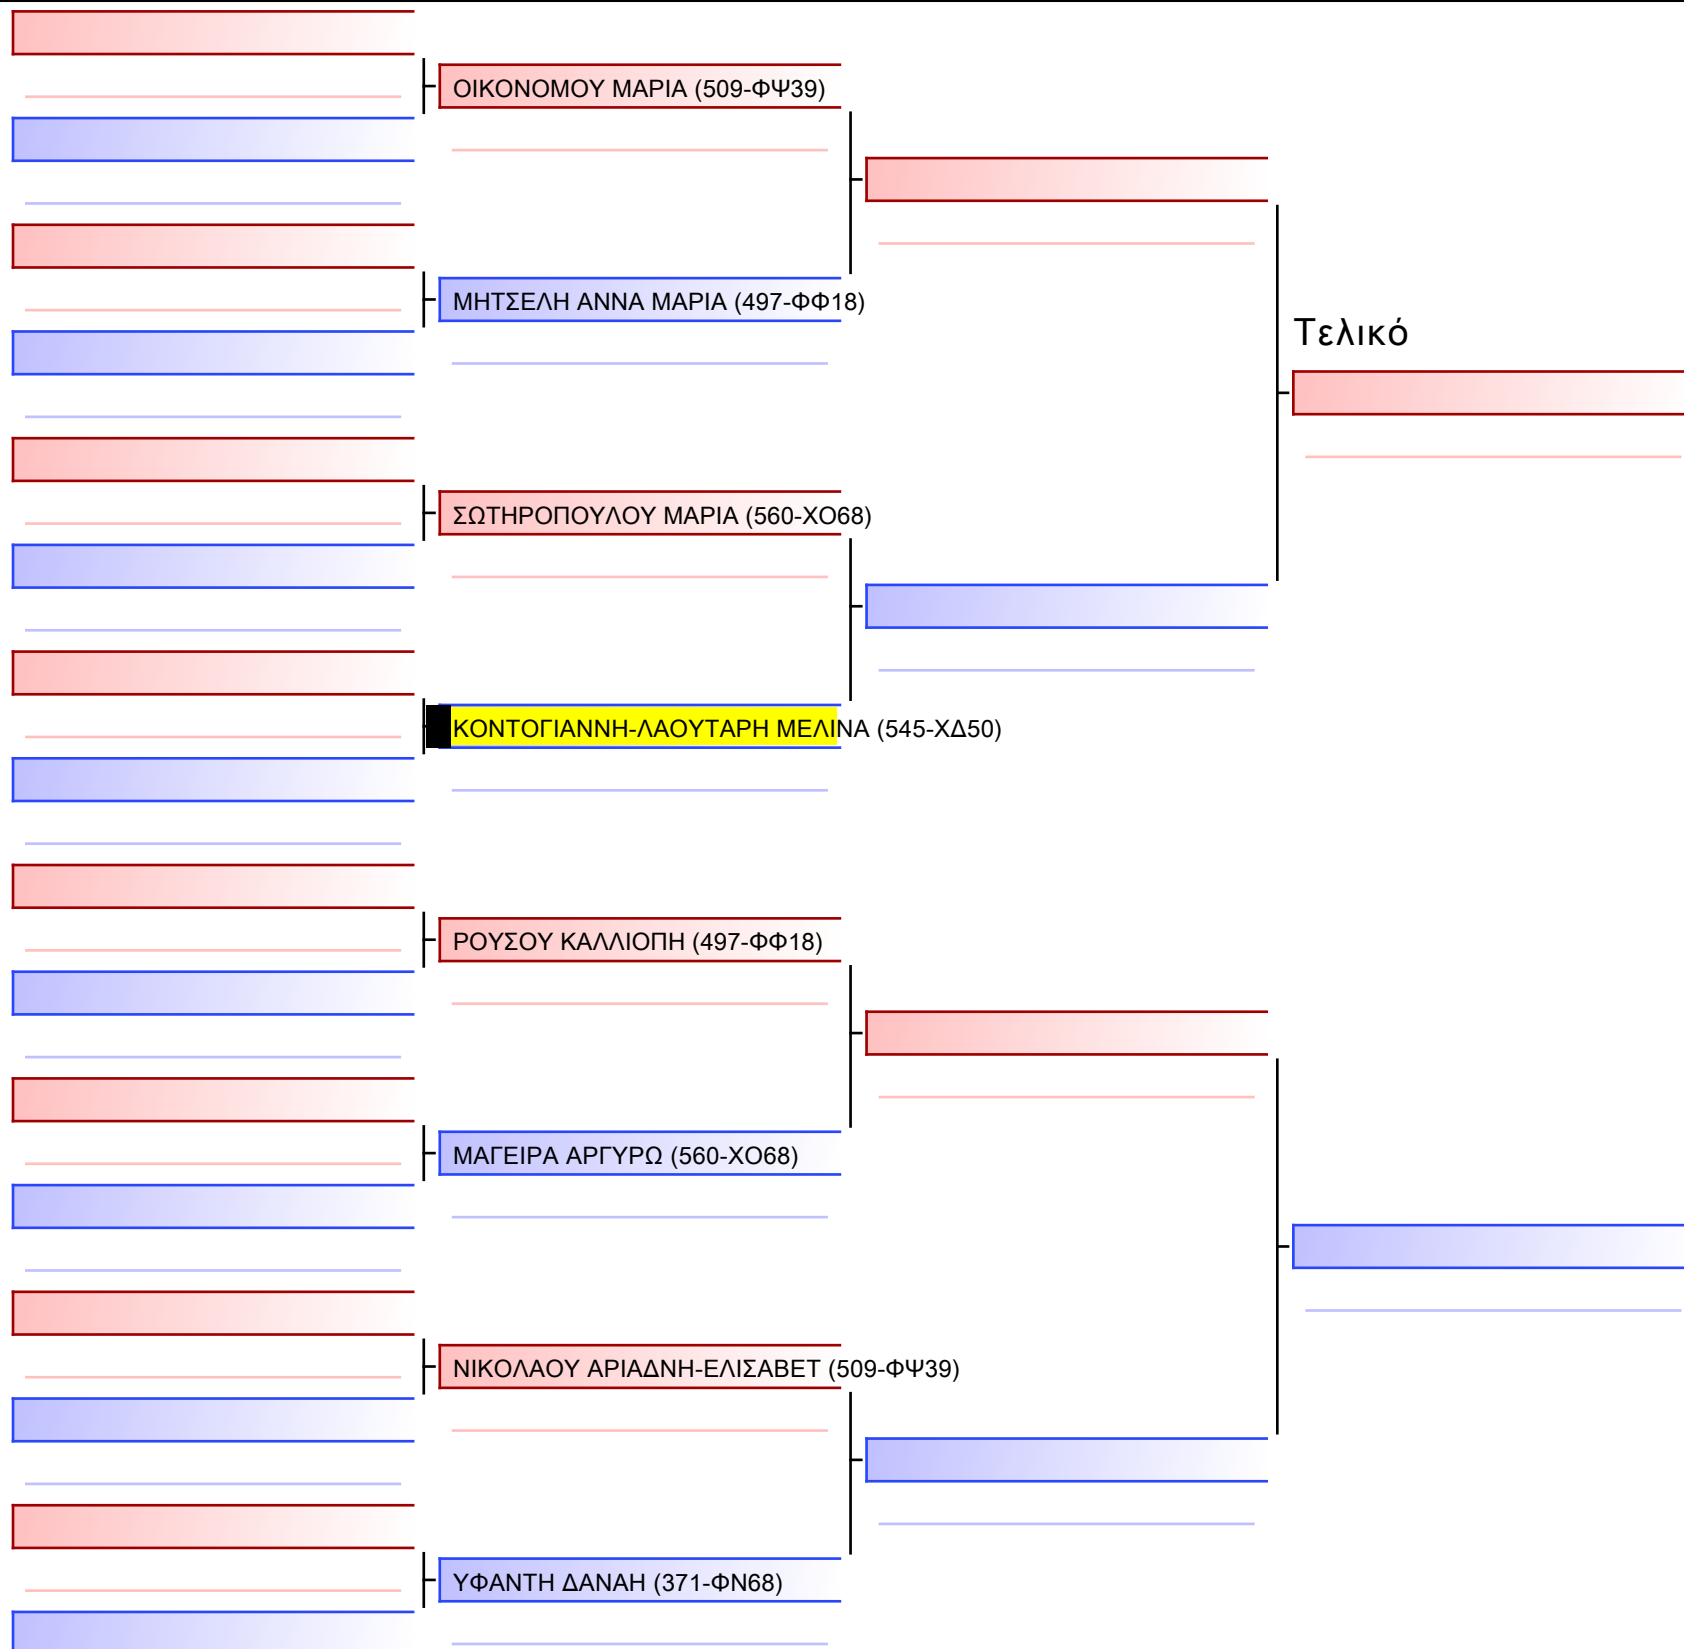 ΟΙΚΟΝΟΜΟΥ ΜΑΡΙΑ (509-ΦΨ39)
ΜΗΤΣΕΛΗ ΑΝΝΑ ΜΑΡΙΑ (497-ΦΦ18)
Τελικό
ΣΩΤΗΡΟΠΟΥΛΟΥ ΜΑΡΙΑ (560-ΧΟ68)
ΚΟΝΤΟΓΙΑΝΝΗ-ΛΑΟΥΤΑΡΗ ΜΕΛΙΝΑ (545-ΧΔ50)
ΡΟΥΣΟΥ ΚΑΛΛΙΟΠΗ (497-ΦΦ18)
ΜΑΓΕΙΡΑ ΑΡΓΥΡΩ (560-ΧΟ68)
ΝΙΚΟΛΑΟΥ ΑΡΙΑΔΝΗ-ΕΛΙΣΑΒΕΤ (509-ΦΨ39)
ΥΦΑΝΤΗ ΔΑΝΑΗ (371-ΦΝ68)